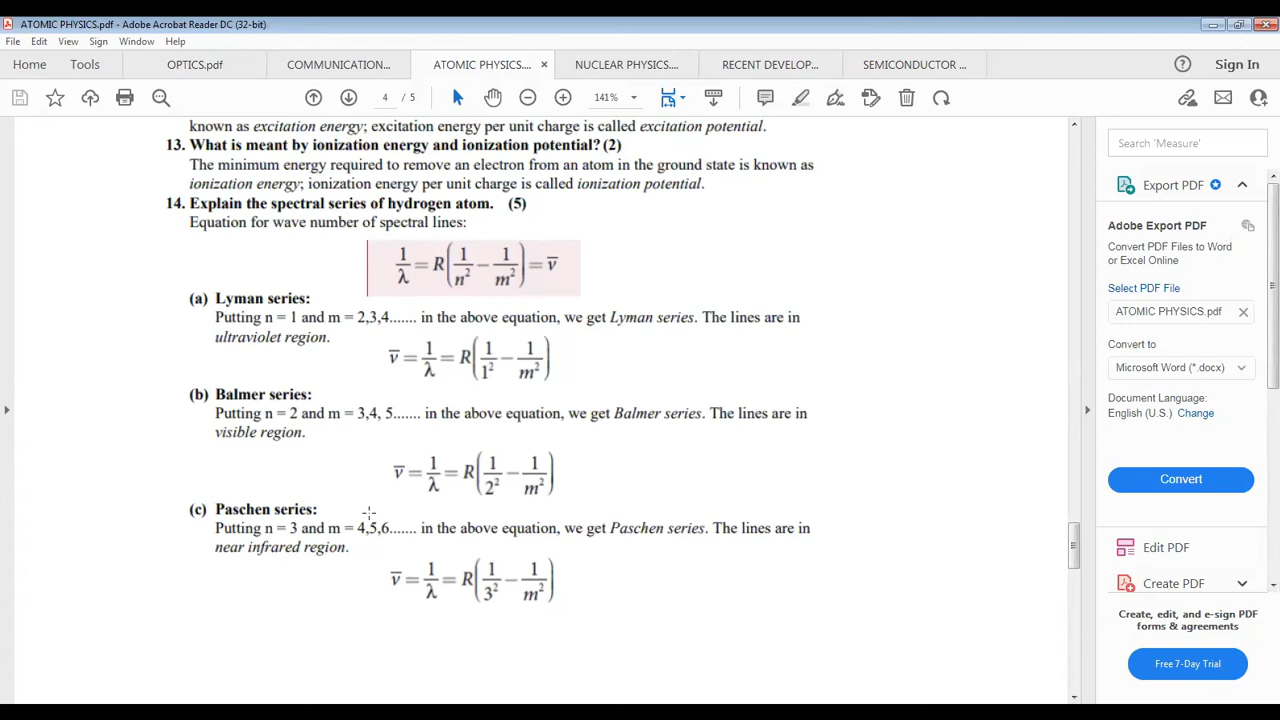 ATOMIC PHYSICS.pdf - Adobe Acrobat Reader DC (32-bit)
File Edit View Sign Window Help
Home Tools OPTICS.pdf COMMUNICATION... ATOMIC PHYSICS.... × NUCLEAR PHYSICS.... RECENT DEVELOP... SEMICONDUCTOR ... Sign In
4 / 5 141%
known as excitation energy; excitation energy per unit charge is called excitation potential.
13. What is meant by ionization energy and ionization potential? (2)
The minimum energy required to remove an electron from an atom in the ground state is known as
ionization energy; ionization energy per unit charge is called ionization potential.
14. Explain the spectral series of hydrogen atom. (5)
Equation for wave number of spectral lines:
1/λ = R(1/n² − 1/m²) = ν̅
(a) Lyman series:
Putting n = 1 and m = 2,3,4....... in the above equation, we get Lyman series. The lines are in
ultraviolet region.
ν̅ = 1/λ = R(1/1² − 1/m²)
(b) Balmer series:
Putting n = 2 and m = 3,4, 5....... in the above equation, we get Balmer series. The lines are in
visible region.
ν̅ = 1/λ = R(1/2² − 1/m²)
(c) Paschen series:
Putting n = 3 and m = 4,5,6....... in the above equation, we get Paschen series. The lines are in
near infrared region.
ν̅ = 1/λ = R(1/3² − 1/m²)
Search 'Measure'
Export PDF
Adobe Export PDF
Convert PDF Files to Word
or Excel Online
Select PDF File
ATOMIC PHYSICS.pdf
Convert to
Microsoft Word (*.docx)
Document Language:
English (U.S.) Change
Convert
Edit PDF
Create PDF
Create, edit, and e-sign PDF
forms & agreements
Free 7-Day Trial